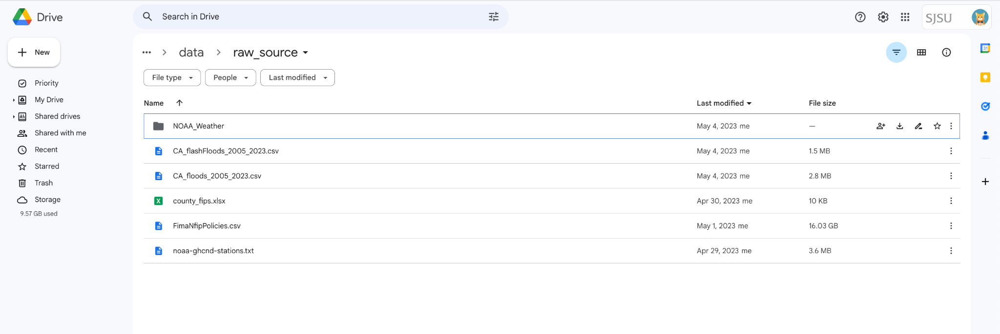 Drive
Search in Drive
SJSU
New
Priority
My Drive
Shared drives
Shared with me
Recent
Starred
Trash
Storage
9.57 GB used
data
raw_source
File type
People
Last modified
Name
Last modified
File size
NOAA_Weather
May 4, 2023 me
—
CA_flashFloods_2005_2023.csv
May 4, 2023 me
1.5 MB
CA_floods_2005_2023.csv
May 4, 2023 me
2.8 MB
county_fips.xlsx
Apr 30, 2023 me
10 KB
FimaNfipPolicies.csv
May 1, 2023 me
16.03 GB
noaa-ghcnd-stations.txt
Apr 29, 2023 me
3.6 MB
31